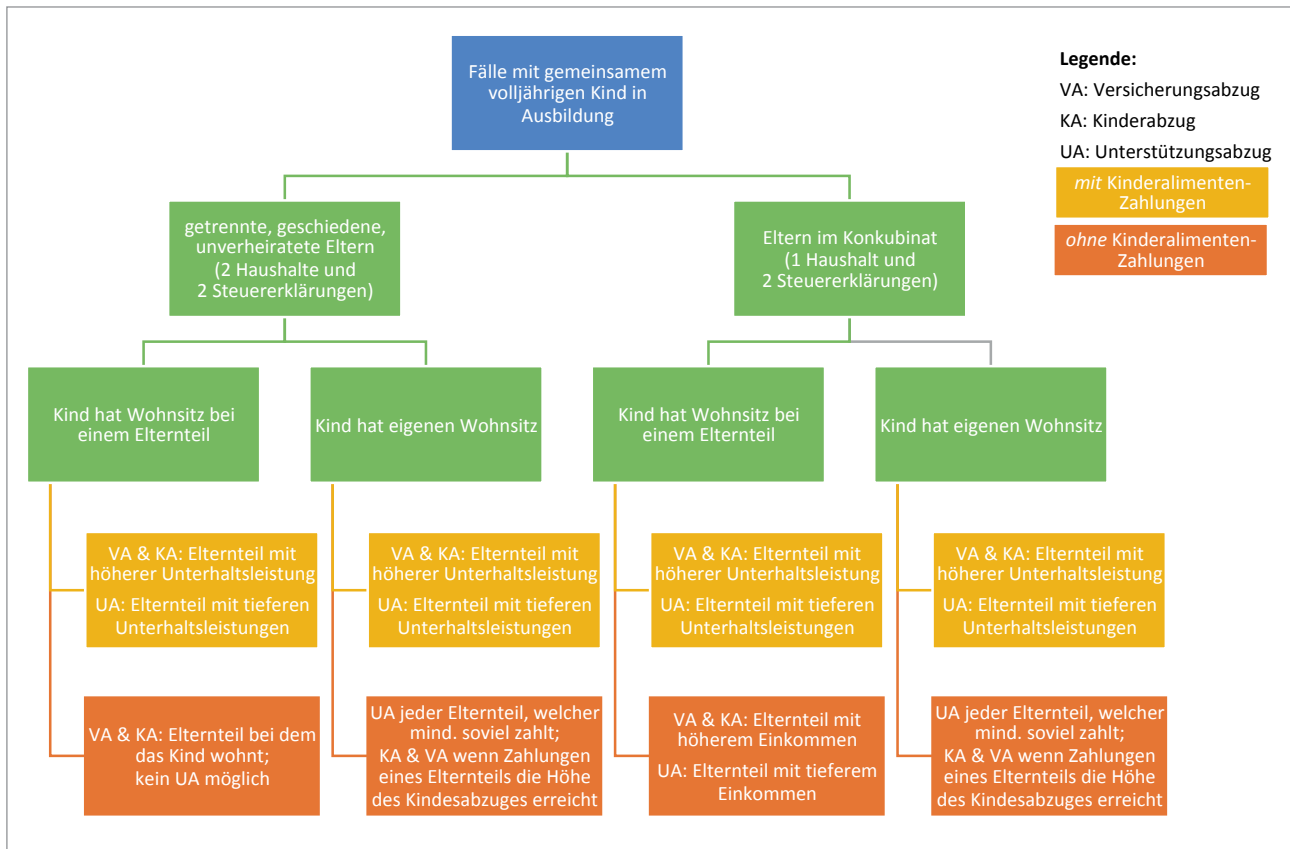 Fälle mit gemeinsamem
volljährigen Kind in
Ausbildung
Legende:
VA: Versicherungsabzug
KA: Kinderabzug
UA: Unterstützungsabzug
mit Kinderalimenten-
Zahlungen
ohne Kinderalimenten-
Zahlungen
getrennte, geschiedene,
unverheiratete Eltern
(2 Haushalte und
2 Steuererklärungen)
Eltern im Konkubinat
(1 Haushalt und
2 Steuererklärungen)
Kind hat Wohnsitz bei
einem Elternteil
Kind hat eigenen Wohnsitz
Kind hat Wohnsitz bei
einem Elternteil
Kind hat eigenen Wohnsitz
VA & KA: Elternteil mit
höherer Unterhaltsleistung
UA: Elternteil mit tieferen
Unterhaltsleistungen
VA & KA: Elternteil mit
höherer Unterhaltsleistung
UA: Elternteil mit tieferen
Unterhaltsleistungen
VA & KA: Elternteil mit
höherer Unterhaltsleistung
UA: Elternteil mit tieferen
Unterhaltsleistungen
VA & KA: Elternteil mit
höherer Unterhaltsleistung
UA: Elternteil mit tieferen
Unterhaltsleistungen
VA & KA: Elternteil bei dem
das Kind wohnt;
kein UA möglich
UA jeder Elternteil, welcher
mind. soviel zahlt;
KA & VA wenn Zahlungen
eines Elternteils die Höhe
des Kindesabzuges erreicht
VA & KA: Elternteil mit
höherem Einkommen
UA: Elternteil mit tieferem
Einkommen
UA jeder Elternteil, welcher
mind. soviel zahlt;
KA & VA wenn Zahlungen
eines Elternteils die Höhe
des Kindesabzuges erreicht